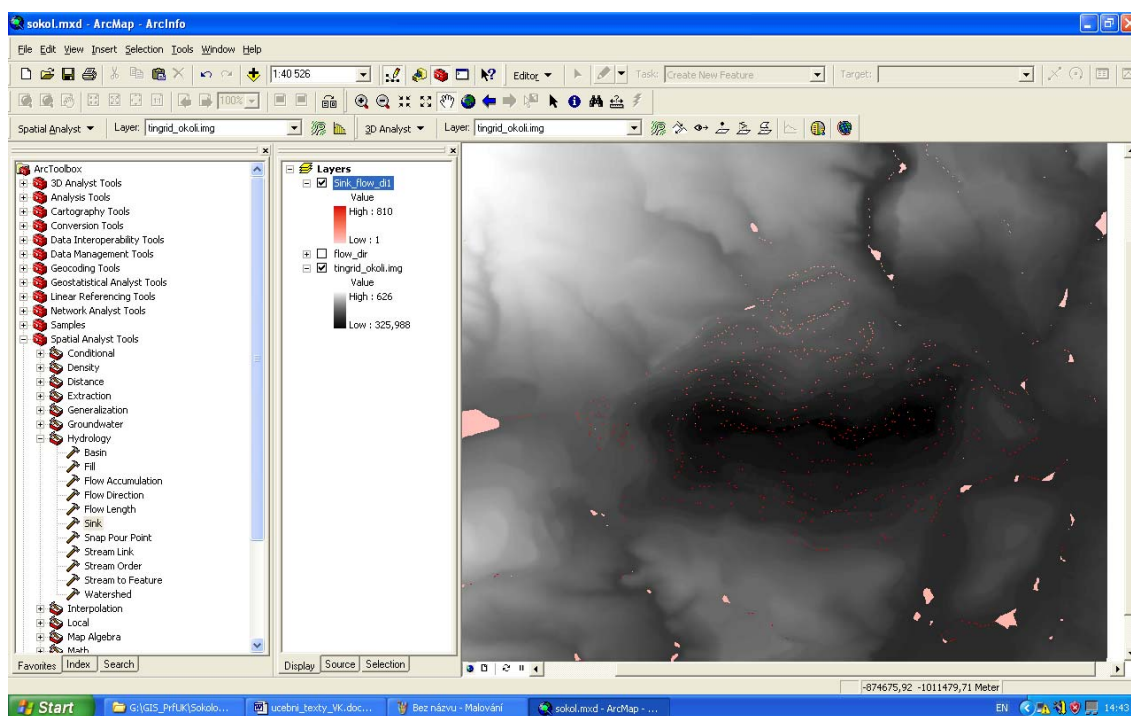 sokol.mxd - ArcMap - ArcInfo
File Edit View Insert Selection Tools Window Help
1:40 526
Editor
Task: Create New Feature
Target:
100%
Spatial Analyst
Layer: tingrid_okoli.img
3D Analyst
Layer: tingrid_okoli.img
ArcToolbox
3D Analyst Tools
Analysis Tools
Cartography Tools
Conversion Tools
Data Interoperability Tools
Data Management Tools
Geocoding Tools
Geostatistical Analyst Tools
Linear Referencing Tools
Network Analyst Tools
Samples
Spatial Analyst Tools
Conditional
Density
Distance
Extraction
Generalization
Groundwater
Hydrology
Basin
Fill
Flow Accumulation
Flow Direction
Flow Length
Sink
Snap Pour Point
Stream Link
Stream Order
Stream to Feature
Watershed
Interpolation
Local
Map Algebra
Math
Favorites Index Search
Layers
Sink_flow_di1
Value
High : 810
Low : 1
flow_dir
tingrid_okoli.img
Value
High : 626
Low : 325,988
Display Source Selection
-874675,92 -1011479,71 Meter
Start
G:\GIS_PrfUK\Sokolo...
ucebni_texty_VK.doc...
Bez názvu - Malování
sokol.mxd - ArcMap - ...
EN
14:43